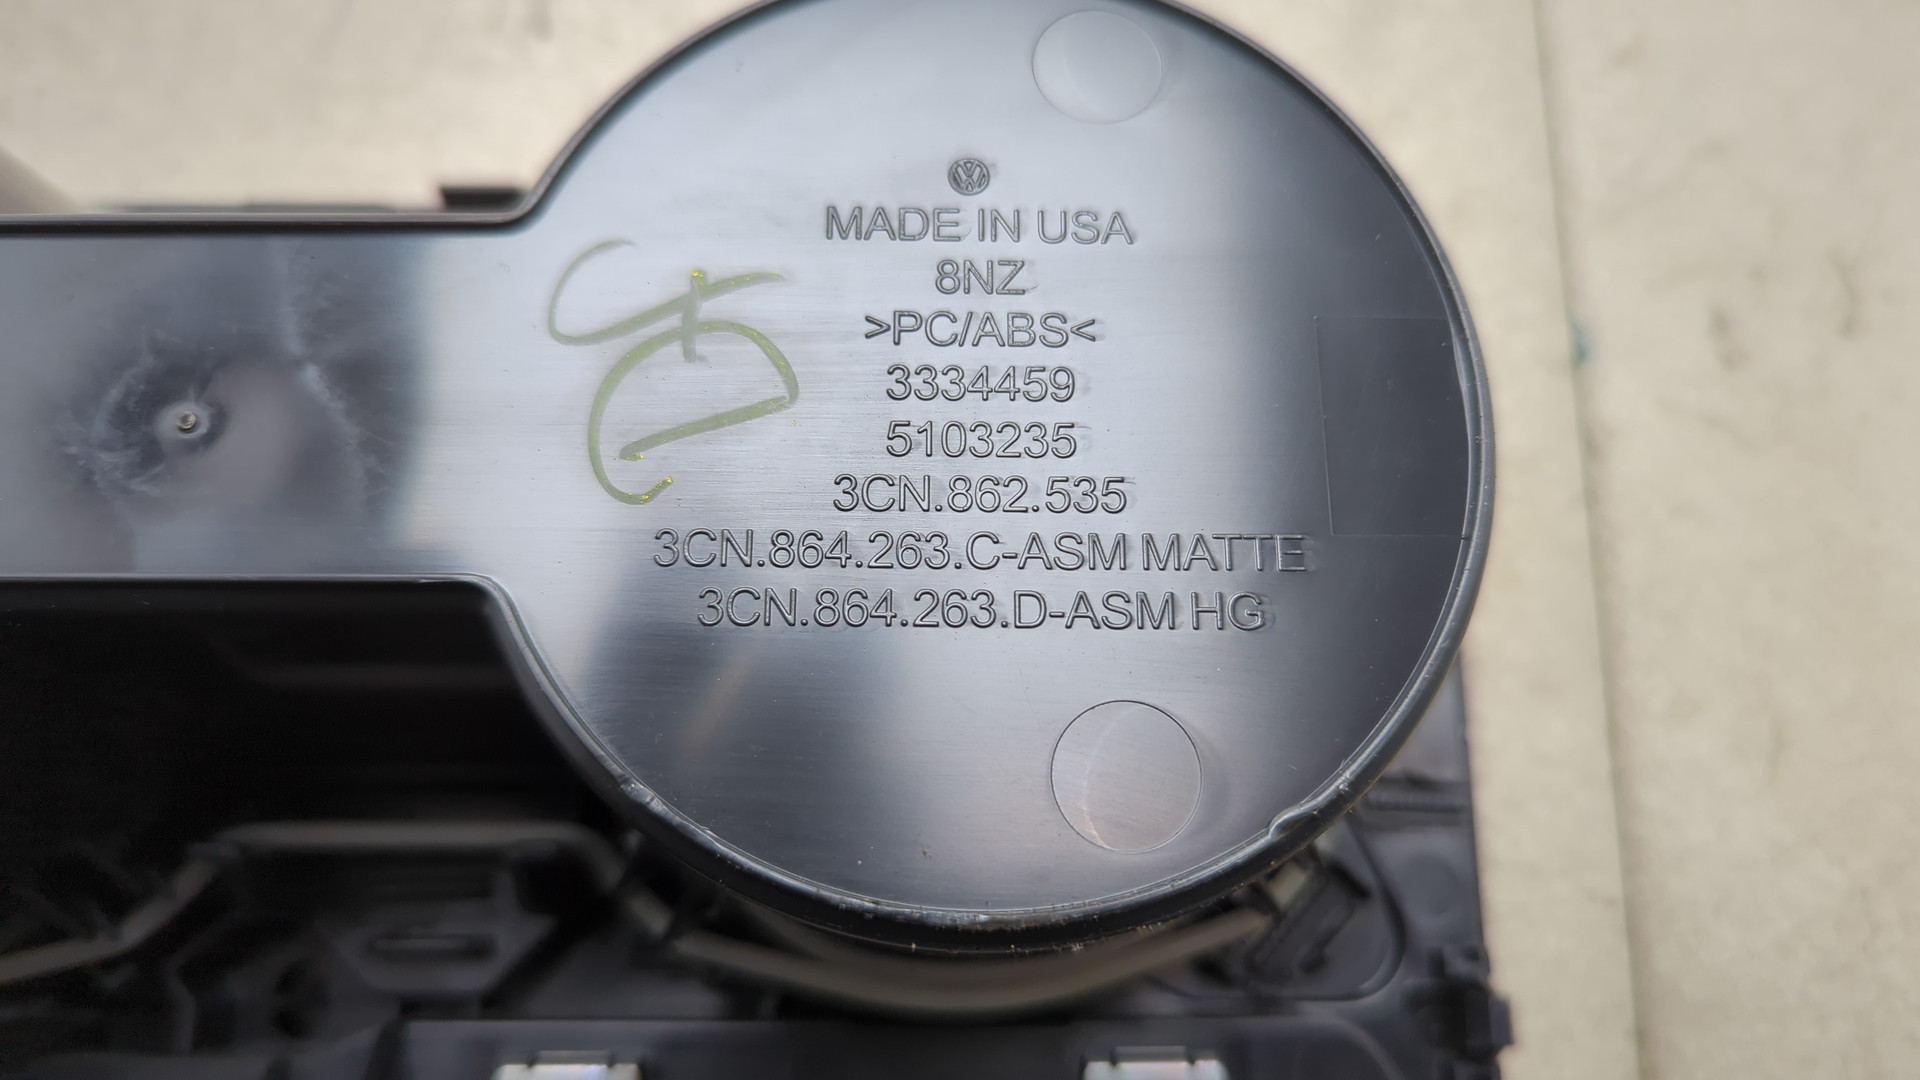 MADE IN USA
8NZ
>PC/ABS<
3334459
5103235
3CN.862.535
3CN.864.263.C-ASM MATTE
3CN.864.263.D-ASM HG